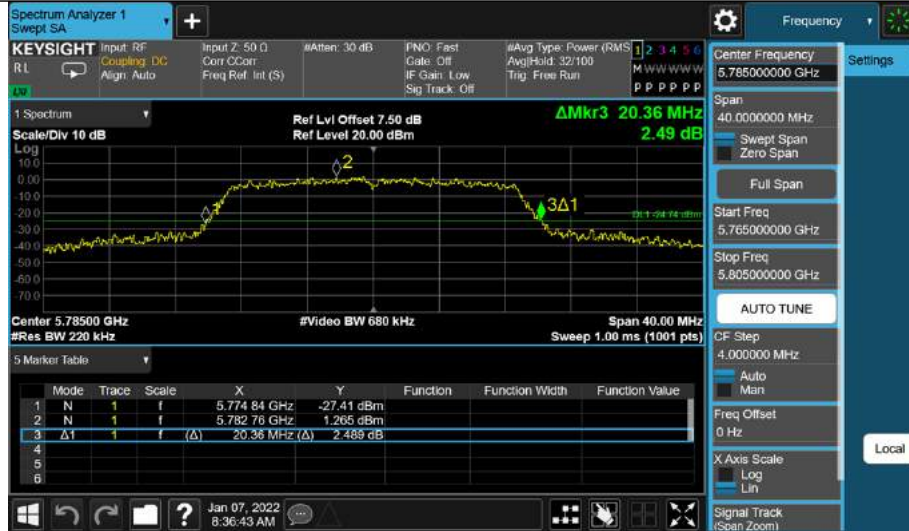 Spectrum Analyzer 1
Swept SA
+
Frequency
KEYSIGHT
RL
Input: RF
Coupling: DC
Align: Auto
Input Z: 50 Ω
Corr CCorr
Freq Ref: Int (S)
#Atten: 30 dB
PNO: Fast
Gate: Off
IF Gain: Low
Sig Track: Off
#Avg Type: Power (RMS
Avg|Hold: 32/100
Trig: Free Run
1 2 3 4 5 6
M W W W W W
P P P P P P
1 Spectrum
Scale/Div 10 dB
Ref Lvl Offset 7.50 dB
Ref Level 20.00 dBm
ΔMkr3 20.36 MHz
2.49 dB
Log
10.0
0.00
-10.0
-20.0
-30.0
-40.0
-50.0
-60.0
-70.0
2
1
3Δ1
DL1 -24.74 dBm
Center 5.78500 GHz
#Res BW 220 kHz
#Video BW 680 kHz
Span 40.00 MHz
Sweep 1.00 ms (1001 pts)
5 Marker Table
Mode Trace Scale X Y Function Function Width Function Value
1 N 1 f 5.774 84 GHz -27.41 dBm
2 N 1 f 5.782 76 GHz 1.265 dBm
3 Δ1 1 f (Δ) 20.36 MHz (Δ) 2.489 dB
4
5
6
Jan 07, 2022
8:36:43 AM
?
Center Frequency
5.785000000 GHz
Settings
Span
40.0000000 MHz
Swept Span
Zero Span
Full Span
Start Freq
5.765000000 GHz
Stop Freq
5.805000000 GHz
AUTO TUNE
CF Step
4.000000 MHz
Auto
Man
Freq Offset
0 Hz
Local
X Axis Scale
Log
Lin
Signal Track
(Span Zoom)